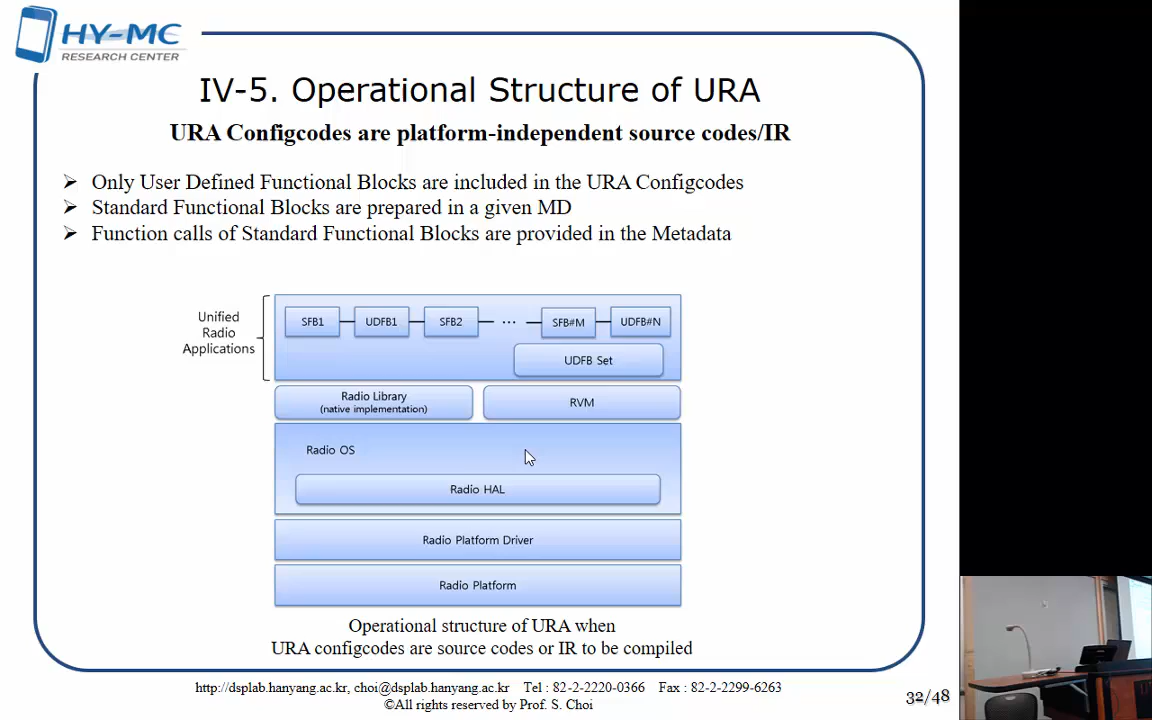 HY-MC
RESEARCH CENTER
IV-5. Operational Structure of URA
URA Configcodes are platform-independent source codes/IR
Only User Defined Functional Blocks are included in the URA Configcodes
Standard Functional Blocks are prepared in a given MD
Function calls of Standard Functional Blocks are provided in the Metadata
Unified
Radio
Applications
SFB1
UDFB1
SFB2
...
SFB#M
UDFB#N
UDFB Set
Radio Library
(native implementation)
RVM
Radio OS
Radio HAL
Radio Platform Driver
Radio Platform
Operational structure of URA when
URA configcodes are source codes or IR to be compiled
http://dsplab.hanyang.ac.kr, choi@dsplab.hanyang.ac.kr Tel : 82-2-2220-0366 Fax : 82-2-2299-6263
©All rights reserved by Prof. S. Choi
32/48